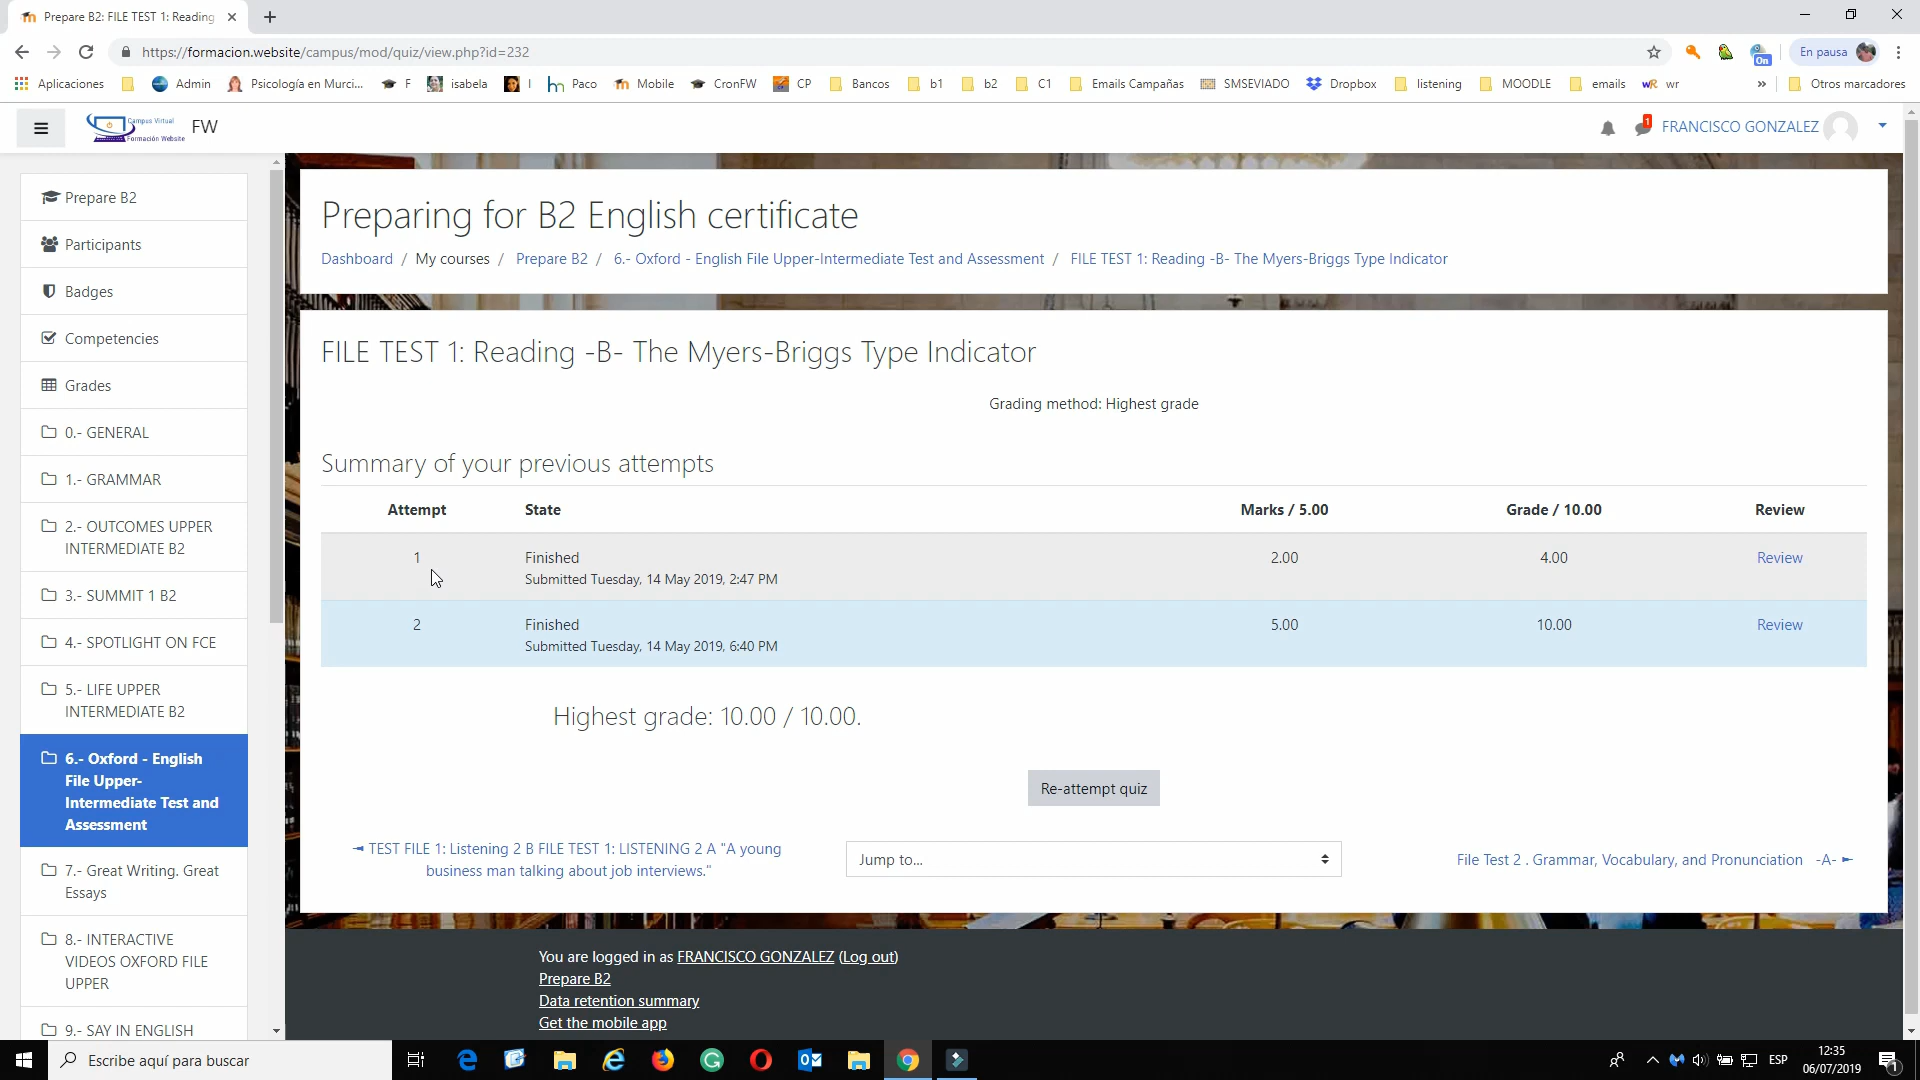 Prepare B2: FILE TEST 1: Reading
https://formacion.website/campus/mod/quiz/view.php?id=232
En pausa
On
Aplicaciones
Admin
Psicología en Murci...
F
isabela
I
Paco
Mobile
CronFW
CP
Bancos
b1
b2
C1
Emails Campañas
SMSEVIADO
Dropbox
listening
MOODLE
emails
wR wr
»
Otros marcadores
Campus Virtual
Formación Website
FW
1
FRANCISCO GONZALEZ
Prepare B2
Participants
Badges
Competencies
Grades
0.- GENERAL
1.- GRAMMAR
2.- OUTCOMES UPPER
INTERMEDIATE B2
3.- SUMMIT 1 B2
4.- SPOTLIGHT ON FCE
5.- LIFE UPPER
INTERMEDIATE B2
6.- Oxford - English
File Upper-
Intermediate Test and
Assessment
7.- Great Writing. Great
Essays
8.- INTERACTIVE
VIDEOS OXFORD FILE
UPPER
9.- SAY IN ENGLISH
Preparing for B2 English certificate
Dashboard / My courses / Prepare B2 / 6.- Oxford - English File Upper-Intermediate Test and Assessment / FILE TEST 1: Reading -B- The Myers-Briggs Type Indicator
FILE TEST 1: Reading -B- The Myers-Briggs Type Indicator
Grading method: Highest grade
Summary of your previous attempts
Attempt State Marks / 5.00 Grade / 10.00 Review
1 Finished 2.00 4.00 Review
Submitted Tuesday, 14 May 2019, 2:47 PM
2 Finished 5.00 10.00 Review
Submitted Tuesday, 14 May 2019, 6:40 PM
Highest grade: 10.00 / 10.00.
Re-attempt quiz
◄ TEST FILE 1: Listening 2 B FILE TEST 1: LISTENING 2 A "A young
business man talking about job interviews."
Jump to...
File Test 2 . Grammar, Vocabulary, and Pronunciation -A- ►
You are logged in as FRANCISCO GONZALEZ (Log out)
Prepare B2
Data retention summary
Get the mobile app
Escribe aquí para buscar
ESP
12:35
06/07/2019
1